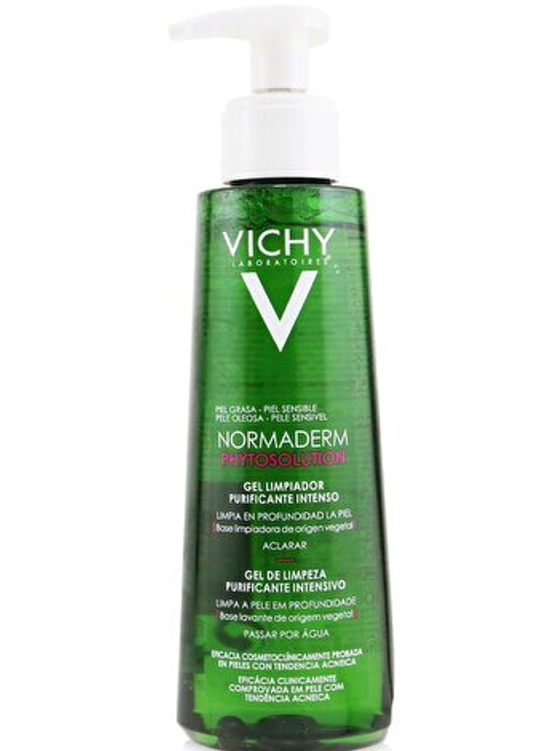 VICHY
LABORATOIRES
V
PIEL GRASA - PIEL SENSIBLE
PELE OLEOSA - PELE SENSIVEL
NORMADERM
PHYTOSOLUTION
GEL LIMPIADOR
PURIFICANTE INTENSO
LIMPIA EN PROFUNDIDAD LA PIEL
[Base limpiadora de origen vegetal]
ACLARAR
GEL DE LIMPEZA
PURIFICANTE INTENSIVO
LIMPA A PELE EM PROFUNDIDADE
[Base lavante de origem vegetal]
PASSAR POR ÁGUA
EFICACIA COSMETOCLÍNICAMENTE PROBADA
EN PIELES CON TENDENCIA ACNEICA
EFICÁCIA CLINICAMENTE
COMPROVADA EM PELE COM
TENDÊNCIA ACNEICA